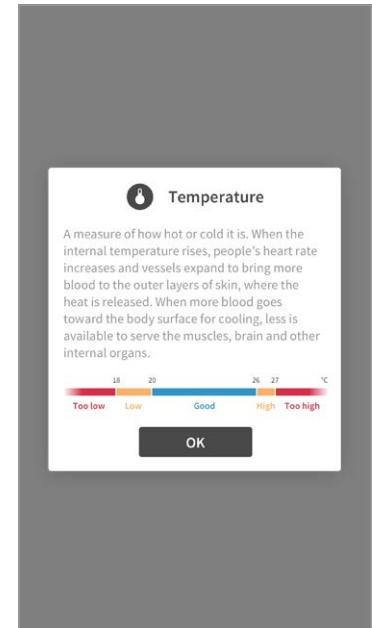 Temperature
A measure of how hot or cold it is. When the
internal temperature rises, people's heart rate
increases and vessels expand to bring more
blood to the outer layers of skin, where the
heat is released. When more blood goes
toward the body surface for cooling, less is
available to serve the muscles, brain and other
internal organs.
18 20 26 27 °C
Too low Low Good High Too high
OK